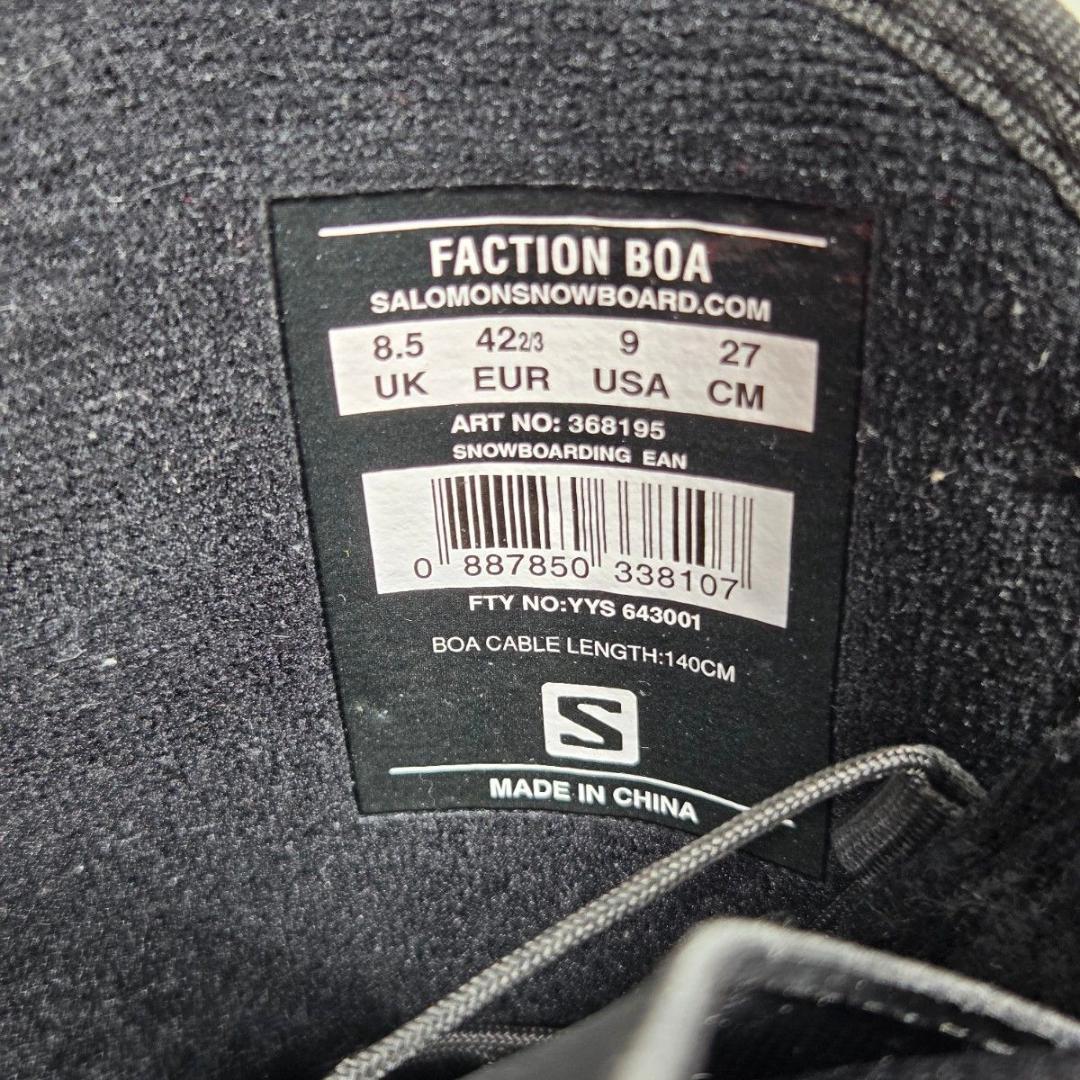 FACTION BOA
SALOMONSNOWBOARD.COM
8.5 42 2/3 9 27
UK EUR USA CM
ART NO: 368195
SNOWBOARDING EAN
0 887850 338107
FTY NO:YYS 643001
BOA CABLE LENGTH:140CM
S
MADE IN CHINA